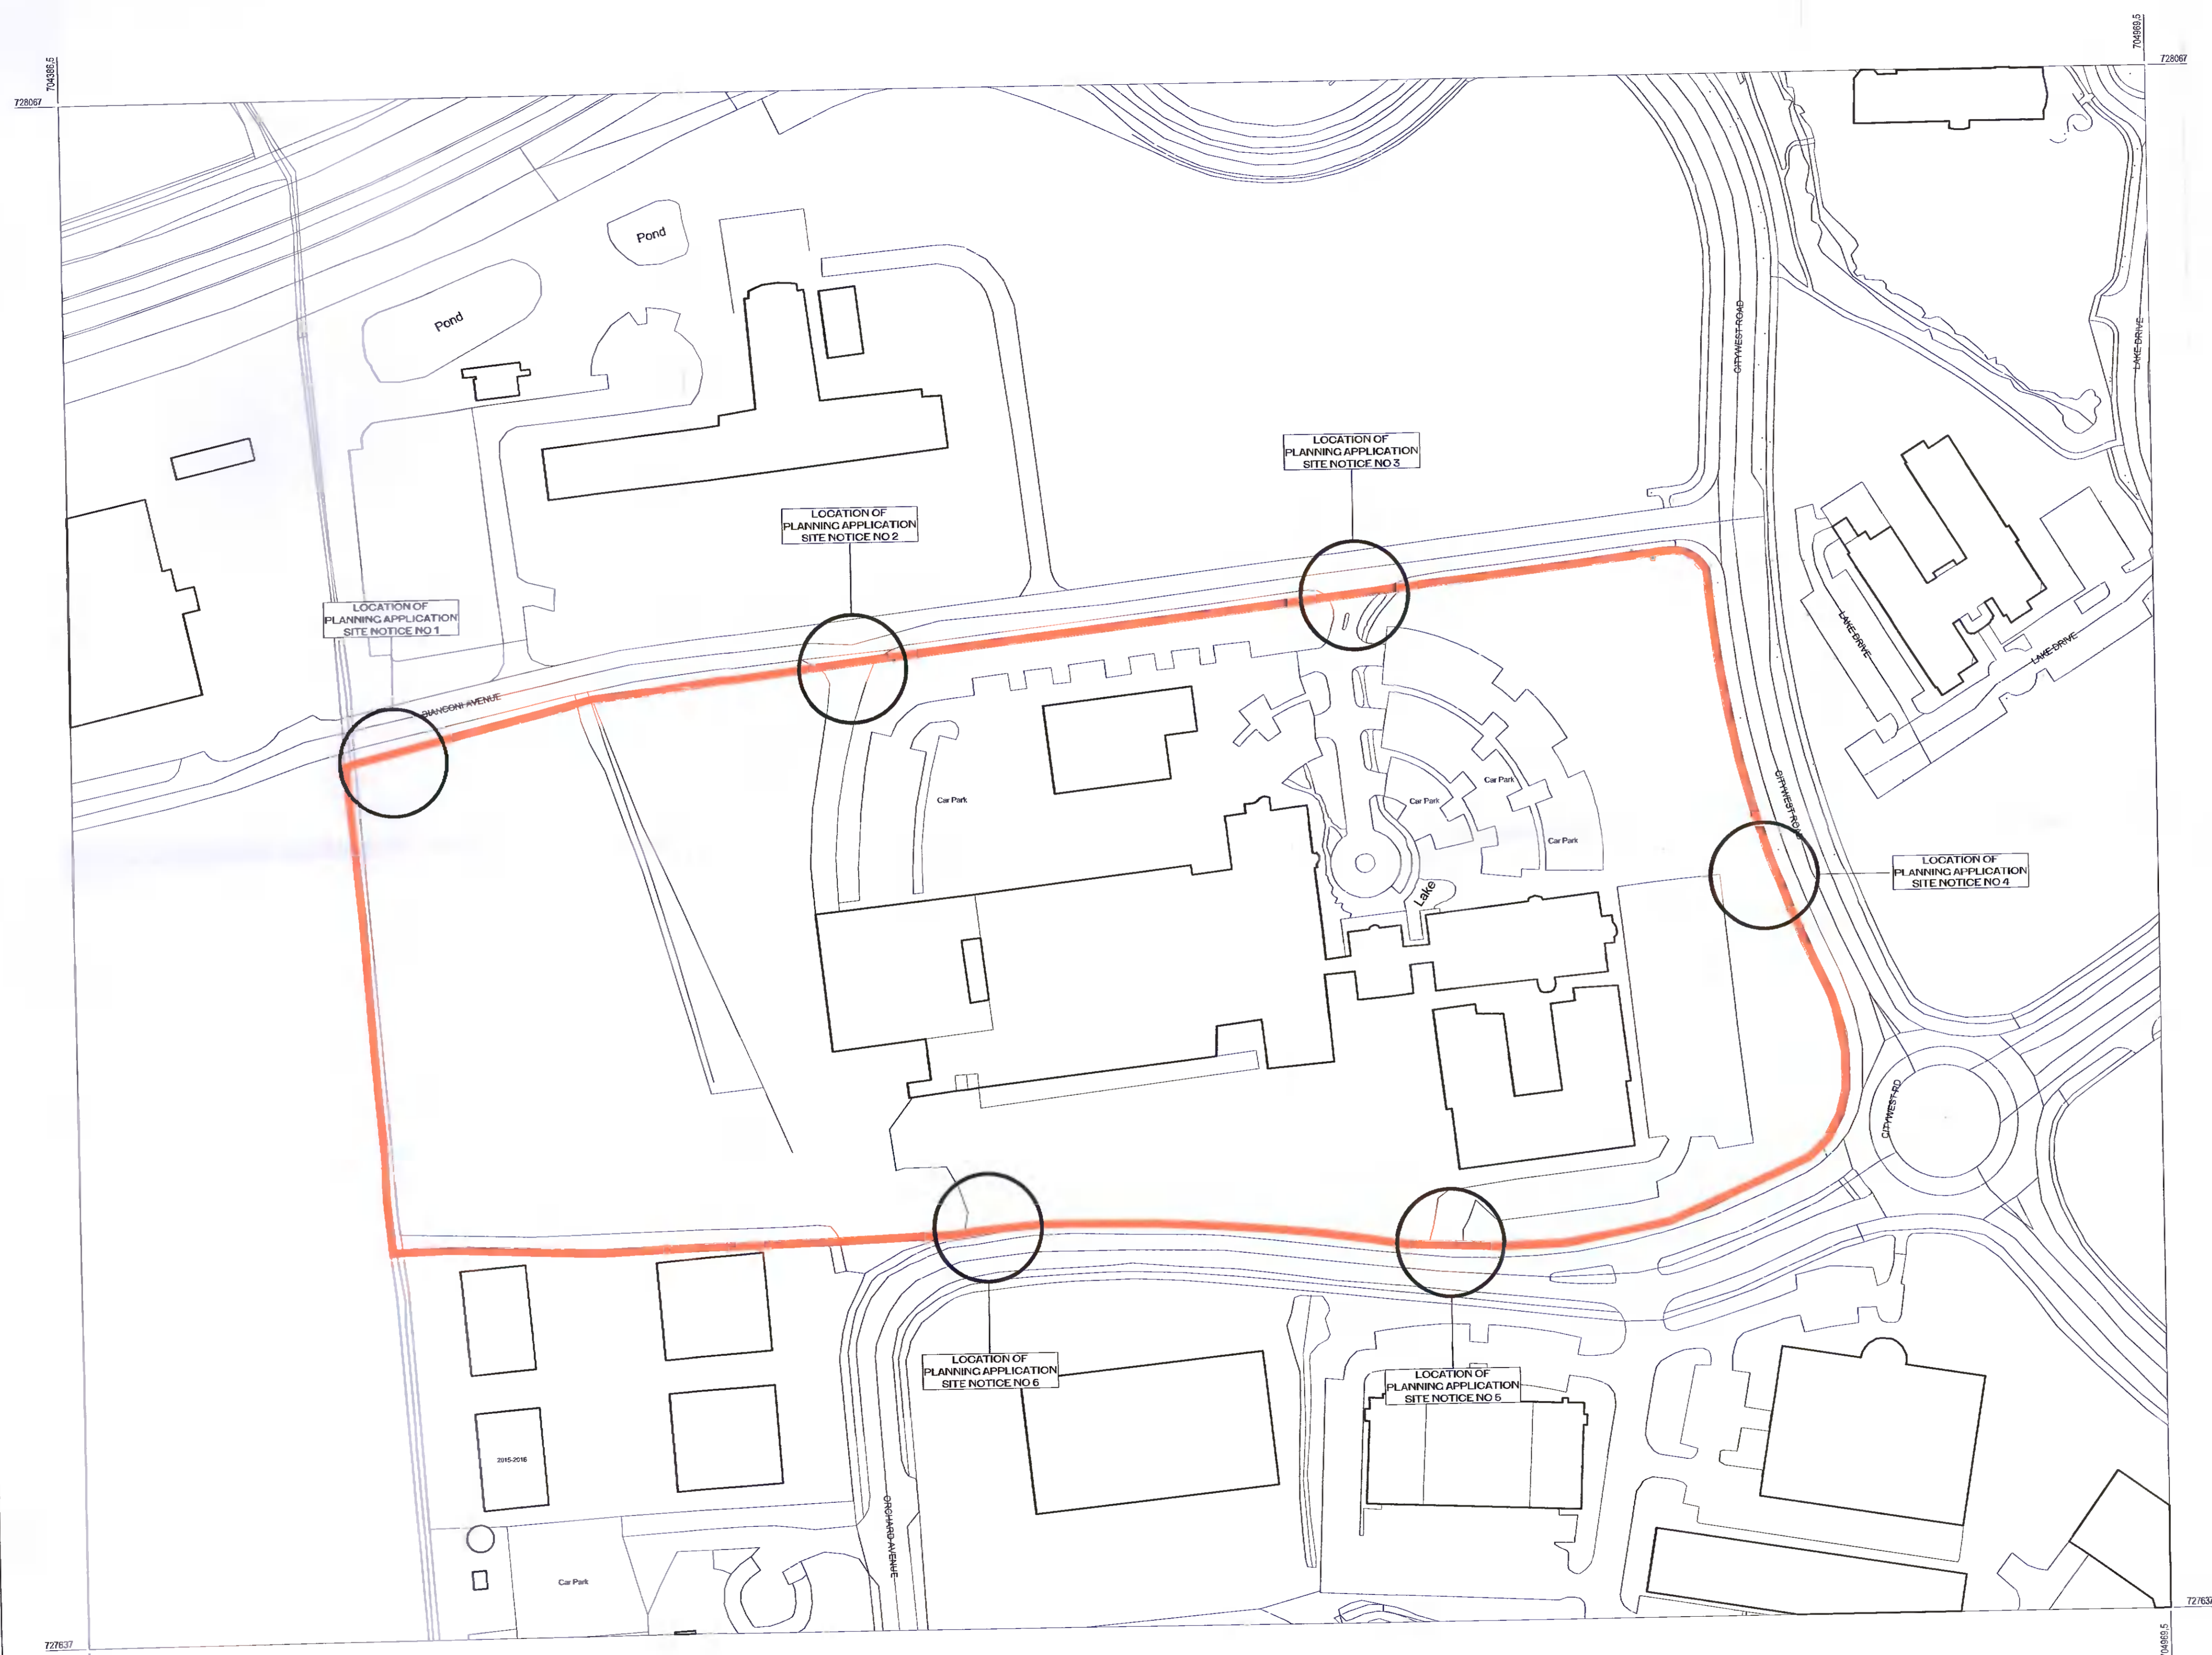 704386.5
704969.5
728067
728067
Pond
Pond
CITYWEST ROAD
LAKE DRIVE
LOCATION OF
PLANNING APPLICATION
SITE NOTICE NO 3
LOCATION OF
PLANNING APPLICATION
SITE NOTICE NO 2
LOCATION OF
PLANNING APPLICATION
SITE NOTICE NO 1
LAKE DRIVE
LAKE DRIVE
BIANCONI AVENUE
Car Park
Car Park
Car Park
Car Park
CITYWEST ROAD
LOCATION OF
PLANNING APPLICATION
SITE NOTICE NO 4
Lake
CITYWEST RD
LOCATION OF
PLANNING APPLICATION
SITE NOTICE NO 6
LOCATION OF
PLANNING APPLICATION
SITE NOTICE NO 5
2015-2016
ORCHARD AVENUE
Car Park
727637
727637
704969.5